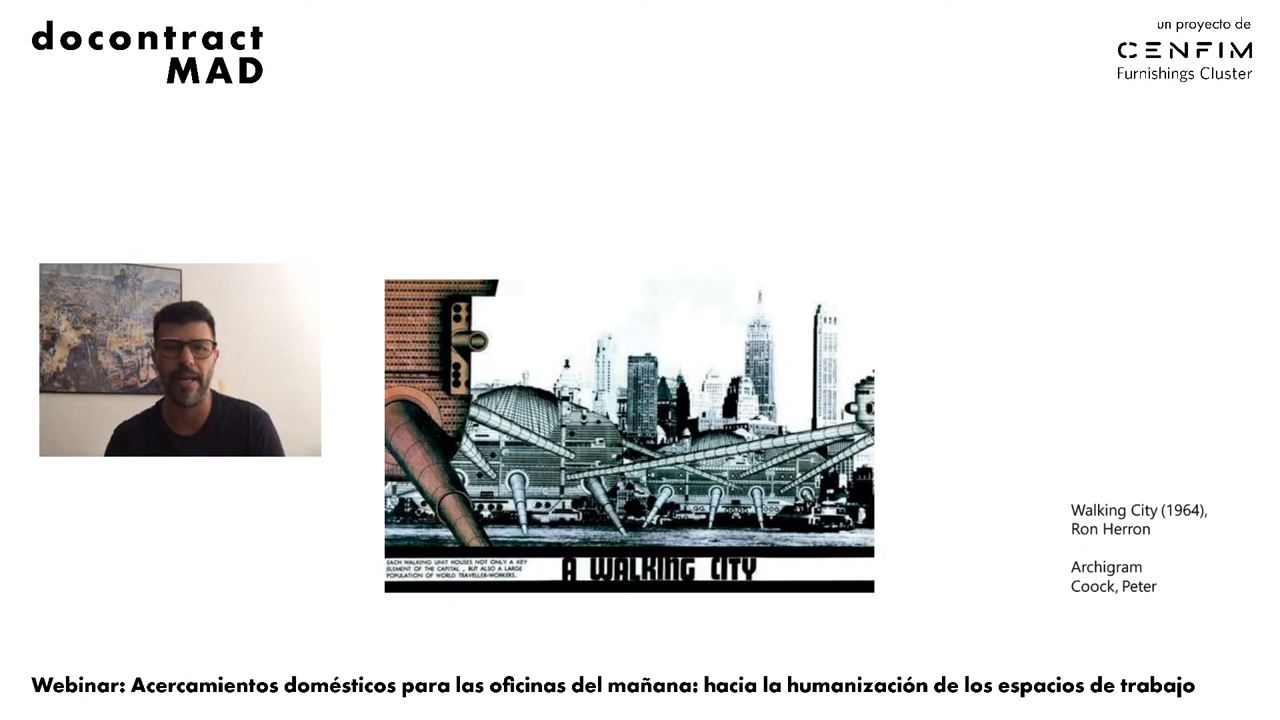 docontract
MAD
un proyecto de
CENFIM
Furnishings Cluster
EACH WALKING UNIT HOUSES NOT ONLY A KEY
ELEMENT OF THE CAPITAL , BUT ALSO A LARGE
POPULATION OF WORLD TRAVELLER-WORKERS.
A WALKING CITY
Walking City (1964),
Ron Herron
Archigram
Coock, Peter
Webinar: Acercamientos domésticos para las oficinas del mañana: hacia la humanización de los espacios de trabajo